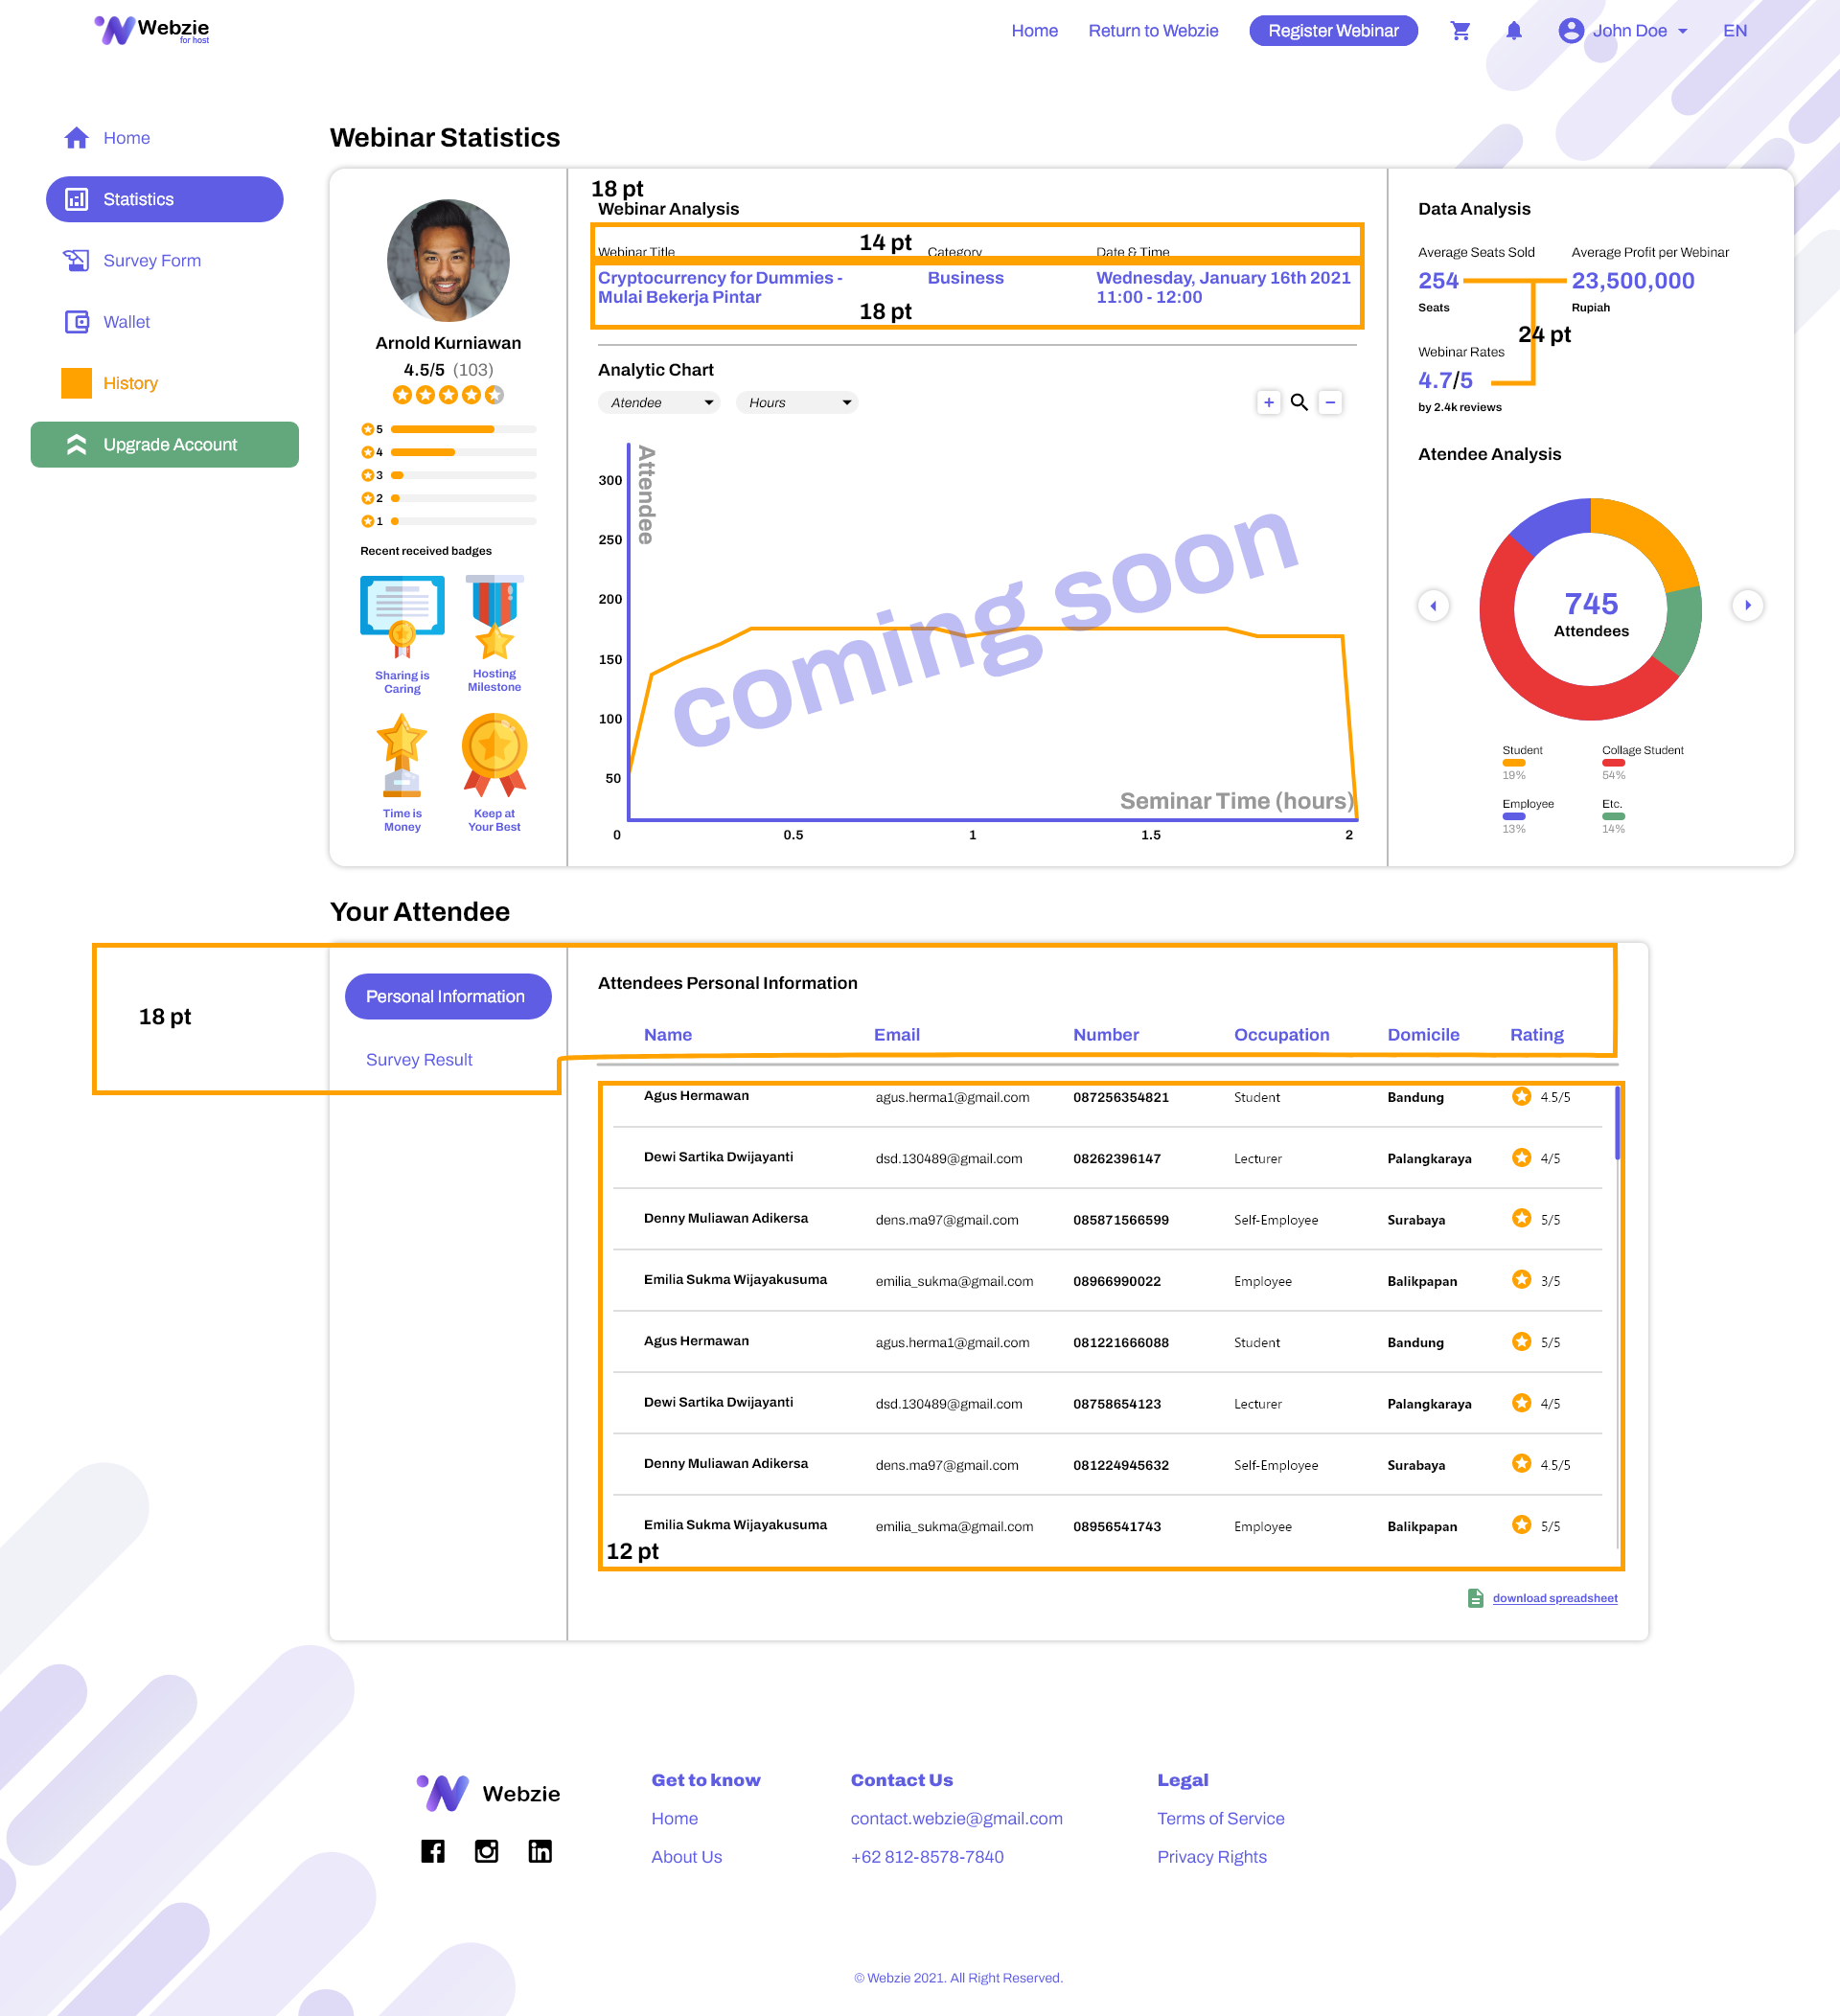 Webzie
for host
Home
Return to Webzie
Register Webinar
John Doe
EN
Home
Statistics
Survey Form
Wallet
History
Upgrade Account
Webinar Statistics
Arnold Kurniawan
4.5/5 (103)
5
4
3
2
1
Recent received badges
Sharing is
Caring
Hosting
Milestone
Time is
Money
Keep at
Your Best
18 pt
Webinar Analysis
14 pt
Webinar Title
Category
Date & Time
Cryptocurrency for Dummies -
Mulai Bekerja Pintar
Business
Wednesday, January 16th 2021
11:00 - 12:00
18 pt
Analytic Chart
Atendee
Hours
+
−
Attendee
300
250
200
150
100
50
coming soon
Seminar Time (hours)
0
0.5
1
1.5
2
Data Analysis
Average Seats Sold
254
Seats
Average Profit per Webinar
23,500,000
Rupiah
24 pt
Webinar Rates
4.7/5
by 2.4k reviews
Atendee Analysis
745
Attendees
Student
19%
Collage Student
54%
Employee
13%
Etc.
14%
Your Attendee
18 pt
Personal Information
Survey Result
Attendees Personal Information
Name Email Number Occupation Domicile Rating
Agus Hermawan agus.herma1@gmail.com 087256354821 Student Bandung 4.5/5
Dewi Sartika Dwijayanti dsd.130489@gmail.com 08262396147 Lecturer Palangkaraya 4/5
Denny Muliawan Adikersa dens.ma97@gmail.com 085871566599 Self-Employee Surabaya 5/5
Emilia Sukma Wijayakusuma emilia_sukma@gmail.com 08966990022 Employee Balikpapan 3/5
Agus Hermawan agus.herma1@gmail.com 081221666088 Student Bandung 5/5
Dewi Sartika Dwijayanti dsd.130489@gmail.com 08758654123 Lecturer Palangkaraya 4/5
Denny Muliawan Adikersa dens.ma97@gmail.com 081224945632 Self-Employee Surabaya 4.5/5
Emilia Sukma Wijayakusuma emilia_sukma@gmail.com 08956541743 Employee Balikpapan 5/5
12 pt
download spreadsheet
Webzie
Get to know
Home
About Us
Contact Us
contact.webzie@gmail.com
+62 812-8578-7840
Legal
Terms of Service
Privacy Rights
© Webzie 2021. All Right Reserved.